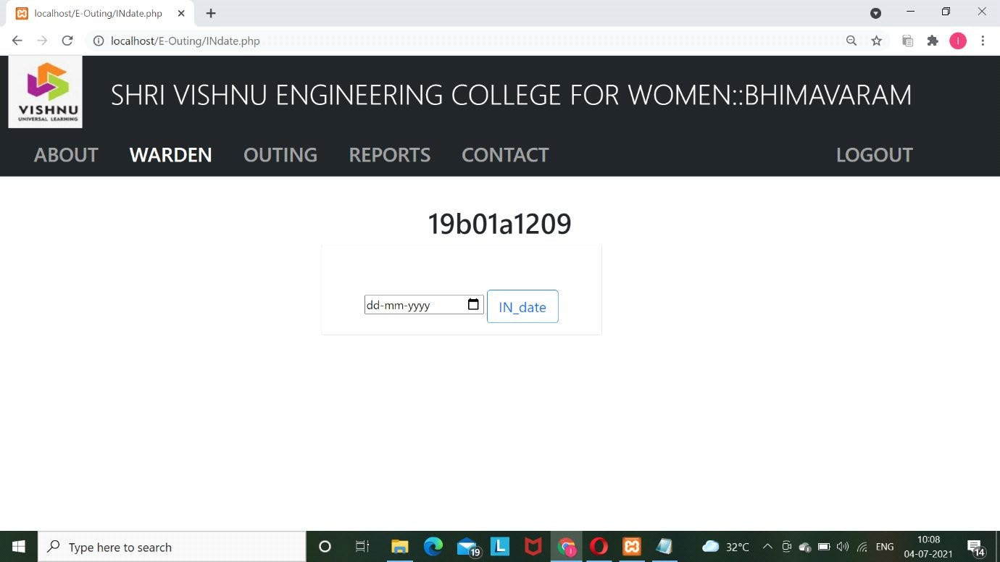 localhost/E-Outing/INdate.php
localhost/E-Outing/INdate.php
I
VISHNU
UNIVERSAL LEARNING
SHRI VISHNU ENGINEERING COLLEGE FOR WOMEN::BHIMAVARAM
ABOUT WARDEN OUTING REPORTS CONTACT LOGOUT
19b01a1209
dd-mm-yyyy IN_date
Type here to search
19
L
I
32°C
ENG
10:08
04-07-2021
14